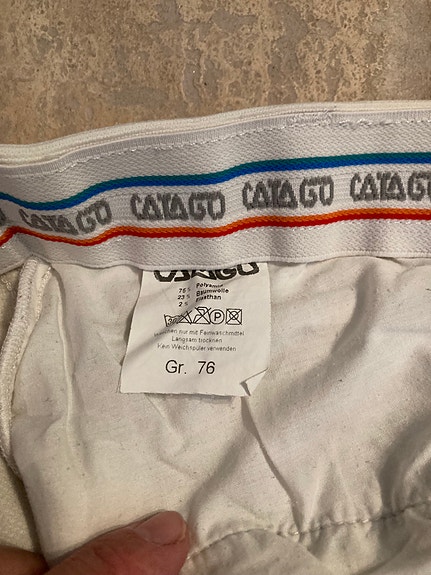 CATAGO CATAGO CATAGO
CATAGO
75% Polyamid
23% Baumwolle
2% Elasthan
30 P
nur mit Feinwaschmittel
Langsam trocknen
Kein Weichspüler verwenden
Gr. 76